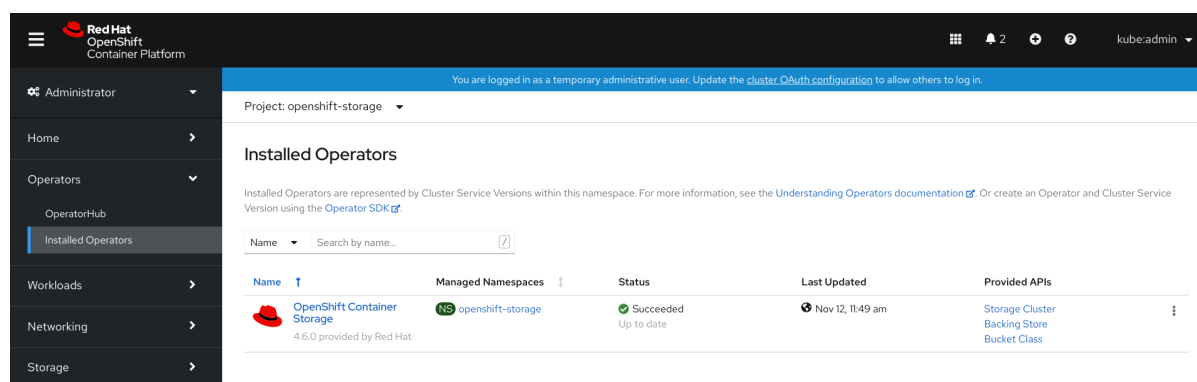 Red Hat
OpenShift
Container Platform
2
kube:admin
Administrator
You are logged in as a temporary administrative user. Update the cluster OAuth configuration to allow others to log in.
Project: openshift-storage
Home
Operators
OperatorHub
Installed Operators
Workloads
Networking
Storage
Installed Operators
Installed Operators are represented by Cluster Service Versions within this namespace. For more information, see the Understanding Operators documentation. Or create an Operator and Cluster Service
Version using the Operator SDK.
Name Search by name... /
Name Managed Namespaces Status Last Updated Provided APIs
OpenShift Container
Storage
4.6.0 provided by Red Hat
NS openshift-storage
Succeeded
Up to date
Nov 12, 11:49 am
Storage Cluster
Backing Store
Bucket Class